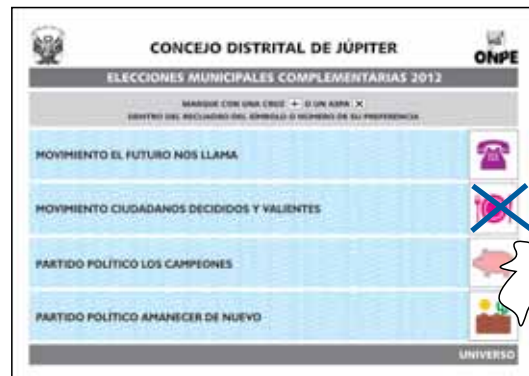 CONCEJO DISTRITAL DE JÚPITER
ONPE
ELECCIONES MUNICIPALES COMPLEMENTARIAS 2012
MARQUE CON UNA CRUZ + O UN ASPA X
DENTRO DEL RECUADRO DEL SÍMBOLO O NÚMERO DE SU PREFERENCIA
MOVIMIENTO EL FUTURO NOS LLAMA
MOVIMIENTO CIUDADANOS DECIDIDOS Y VALIENTES
PARTIDO POLÍTICO LOS CAMPEONES
PARTIDO POLÍTICO AMANECER DE NUEVO
UNIVERSO